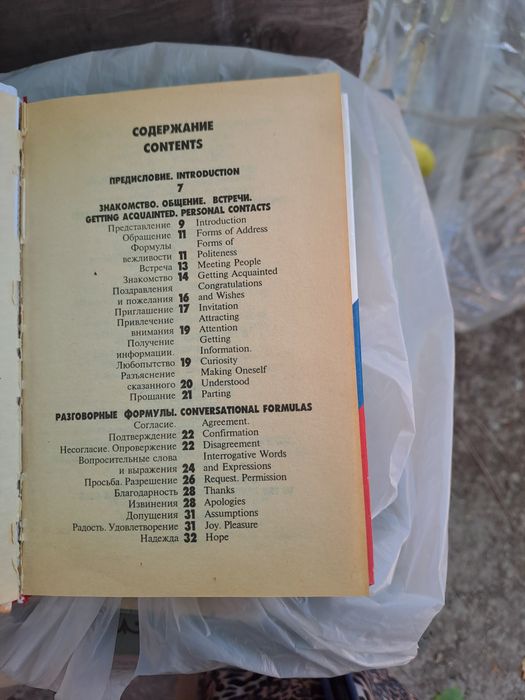 СОДЕРЖАНИЕ
CONTENTS
ПРЕДИСЛОВИЕ. INTRODUCTION
7
ЗНАКОМСТВО. ОБЩЕНИЕ. ВСТРЕЧИ.
GETTING ACQUAINTED. PERSONAL CONTACTS
Представление 9 Introduction
Обращение 11 Forms of Address
Формулы Forms of
вежливости 11 Politeness
Встреча 13 Meeting People
Знакомство 14 Getting Acquainted
Поздравления Congratulations
и пожелания 16 and Wishes
Приглашение 17 Invitation
Привлечение Attracting
внимания 19 Attention
Получение Getting
информации. Information.
Любопытство 19 Curiosity
Разъяснение Making Oneself
сказанного 20 Understood
Прощание 21 Parting
РАЗГОВОРНЫЕ ФОРМУЛЫ. CONVERSATIONAL FORMULAS
Согласие. Agreement.
Подтверждение 22 Confirmation
Несогласие. Опровержение 22 Disagreement
Вопросительные слова Interrogative Words
и выражения 24 and Expressions
Просьба. Разрешение 26 Request. Permission
Благодарность 28 Thanks
Извинения 28 Apologies
Допущения 31 Assumptions
Радость. Удовлетворение 31 Joy. Pleasure
Надежда 32 Hope